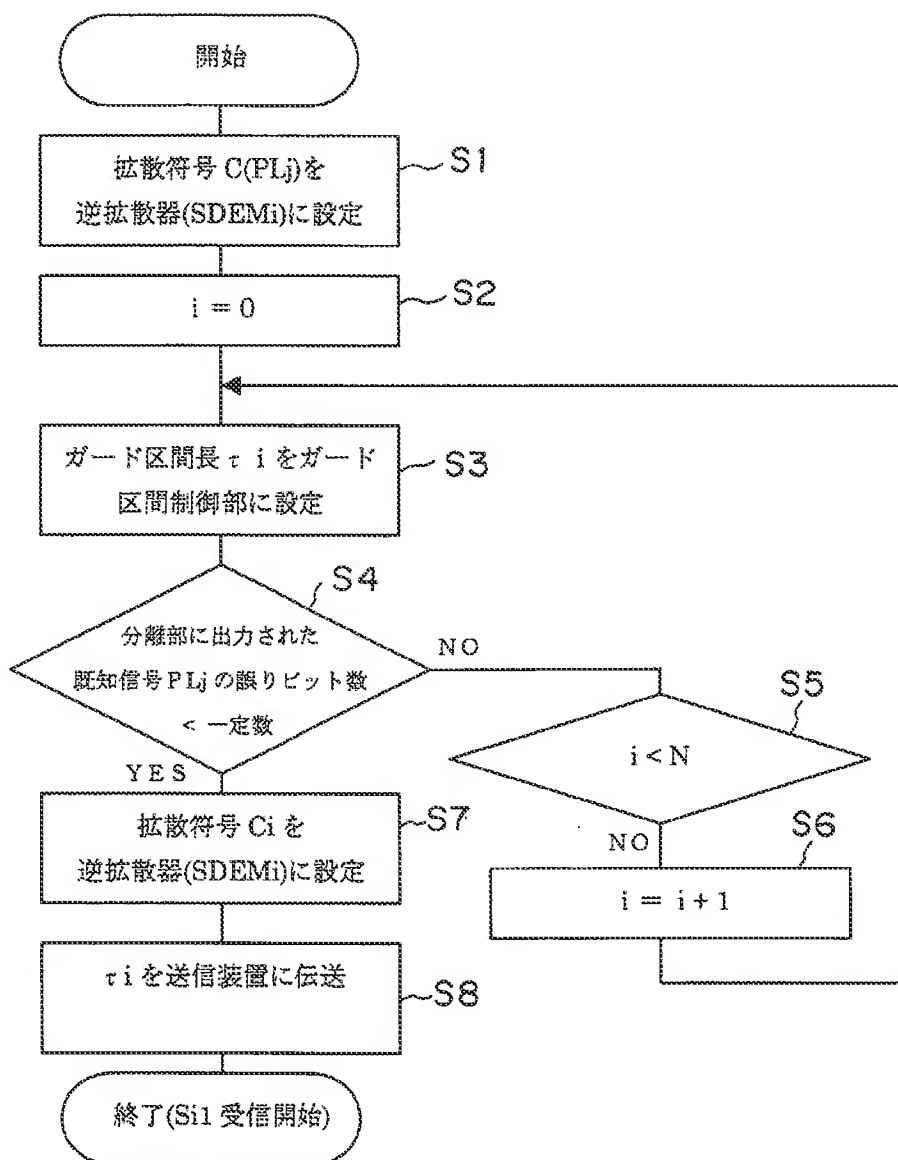 開始
拡散符号 C(PLj)を
逆拡散器(SDEMi)に設定
S1
i = 0
S2
ガード区間長 τ i をガード
区間制御部に設定
S3
S4
分離部に出力された
既知信号PLj の誤りビット数
< 一定数
NO
YES
S5
i < N
NO
S6
i = i + 1
拡散符号 Ci を
逆拡散器(SDEMi)に設定
S7
τ i を送信装置に伝送
S8
終了(Si1 受信開始)